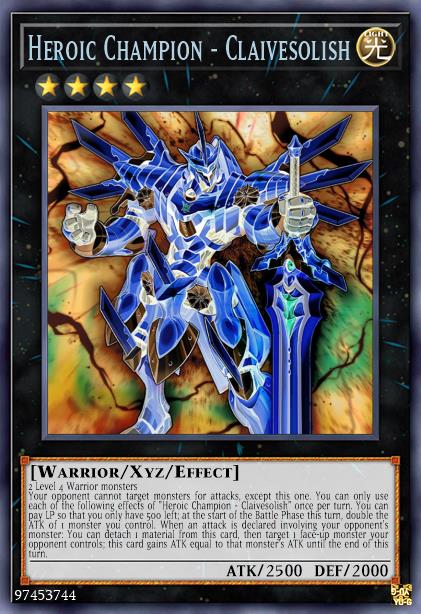 HEROIC CHAMPION - CLAIVESOLISH
LIGHT
光
[WARRIOR/XYZ/EFFECT]
2 Level 4 Warrior monsters
Your opponent cannot target monsters for attacks, except this one. You can only use
each of the following effects of "Heroic Champion - Claivesolish" once per turn. You can
pay LP so that you only have 500 left; at the start of the Battle Phase this turn, double the
ATK of 1 monster you control. When an attack is declared involving your opponent's
monster: You can detach 1 material from this card, then target 1 face-up monster your
opponent controls; this card gains ATK equal to that monster's ATK until the end of this
turn.
ATK/2500 DEF/2000
97453744